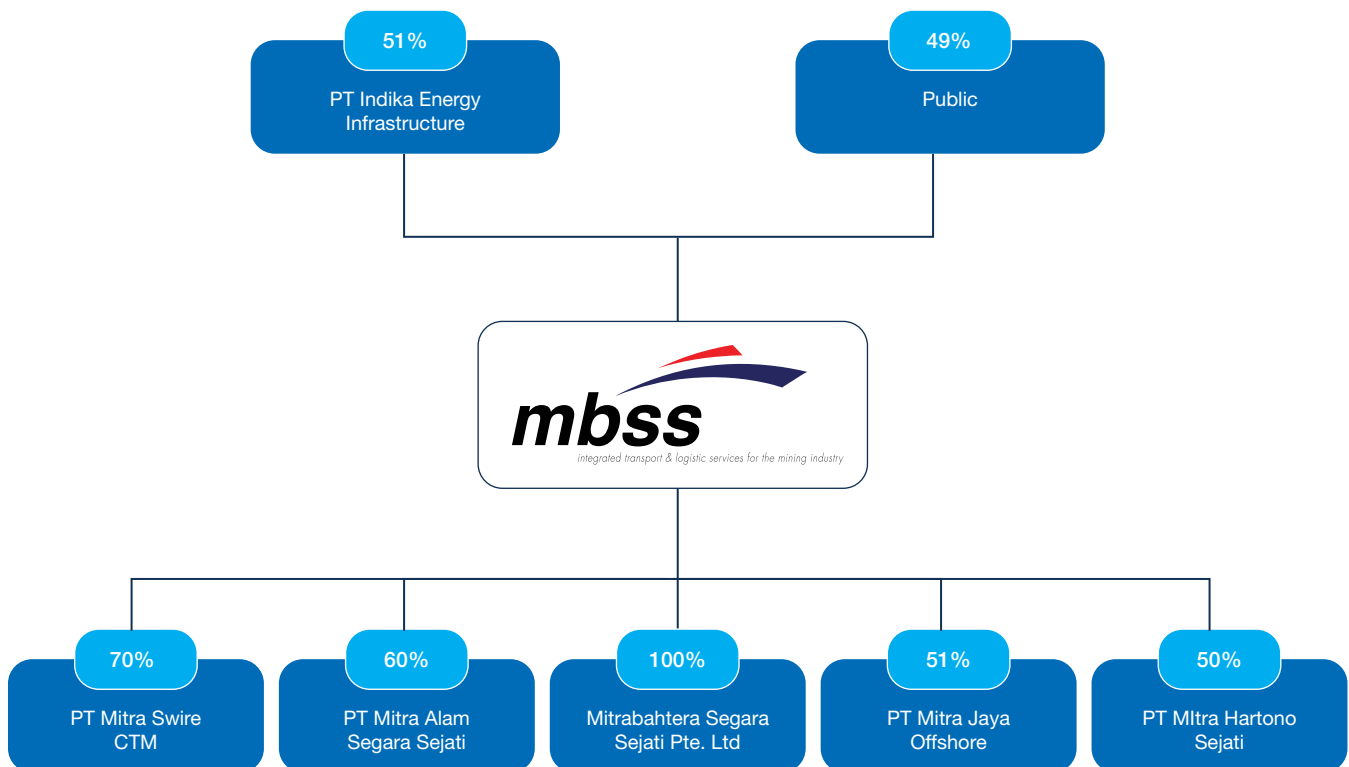 51%
PT Indika Energy
Infrastructure
49%
Public
mbss
integrated transport & logistic services for the mining industry
70%
PT Mitra Swire
CTM
60%
PT Mitra Alam
Segara Sejati
100%
Mitrabahtera Segara
Sejati Pte. Ltd
51%
PT Mitra Jaya
Offshore
50%
PT MItra Hartono
Sejati